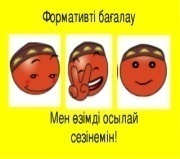 Формативті бағалау
Мен өзімді осылай
сезінемін!